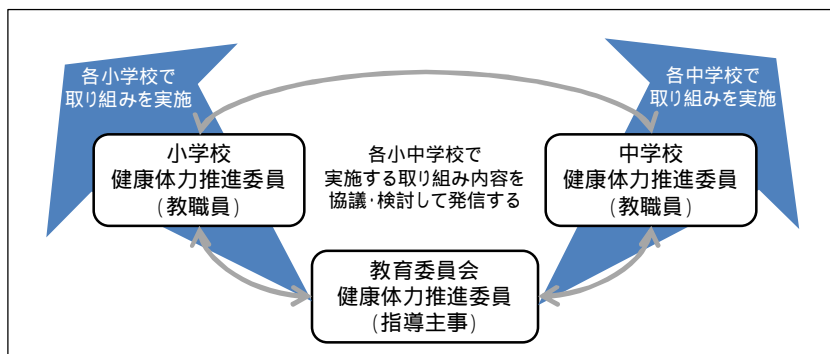 各小学校で
取り組みを実施
各中学校で
取り組みを実施
小学校
健康体力推進委員
(教職員)
各小中学校で
実施する取り組み内容を
協議・検討して発信する
中学校
健康体力推進委員
(教職員)
教育委員会
健康体力推進委員
(指導主事)